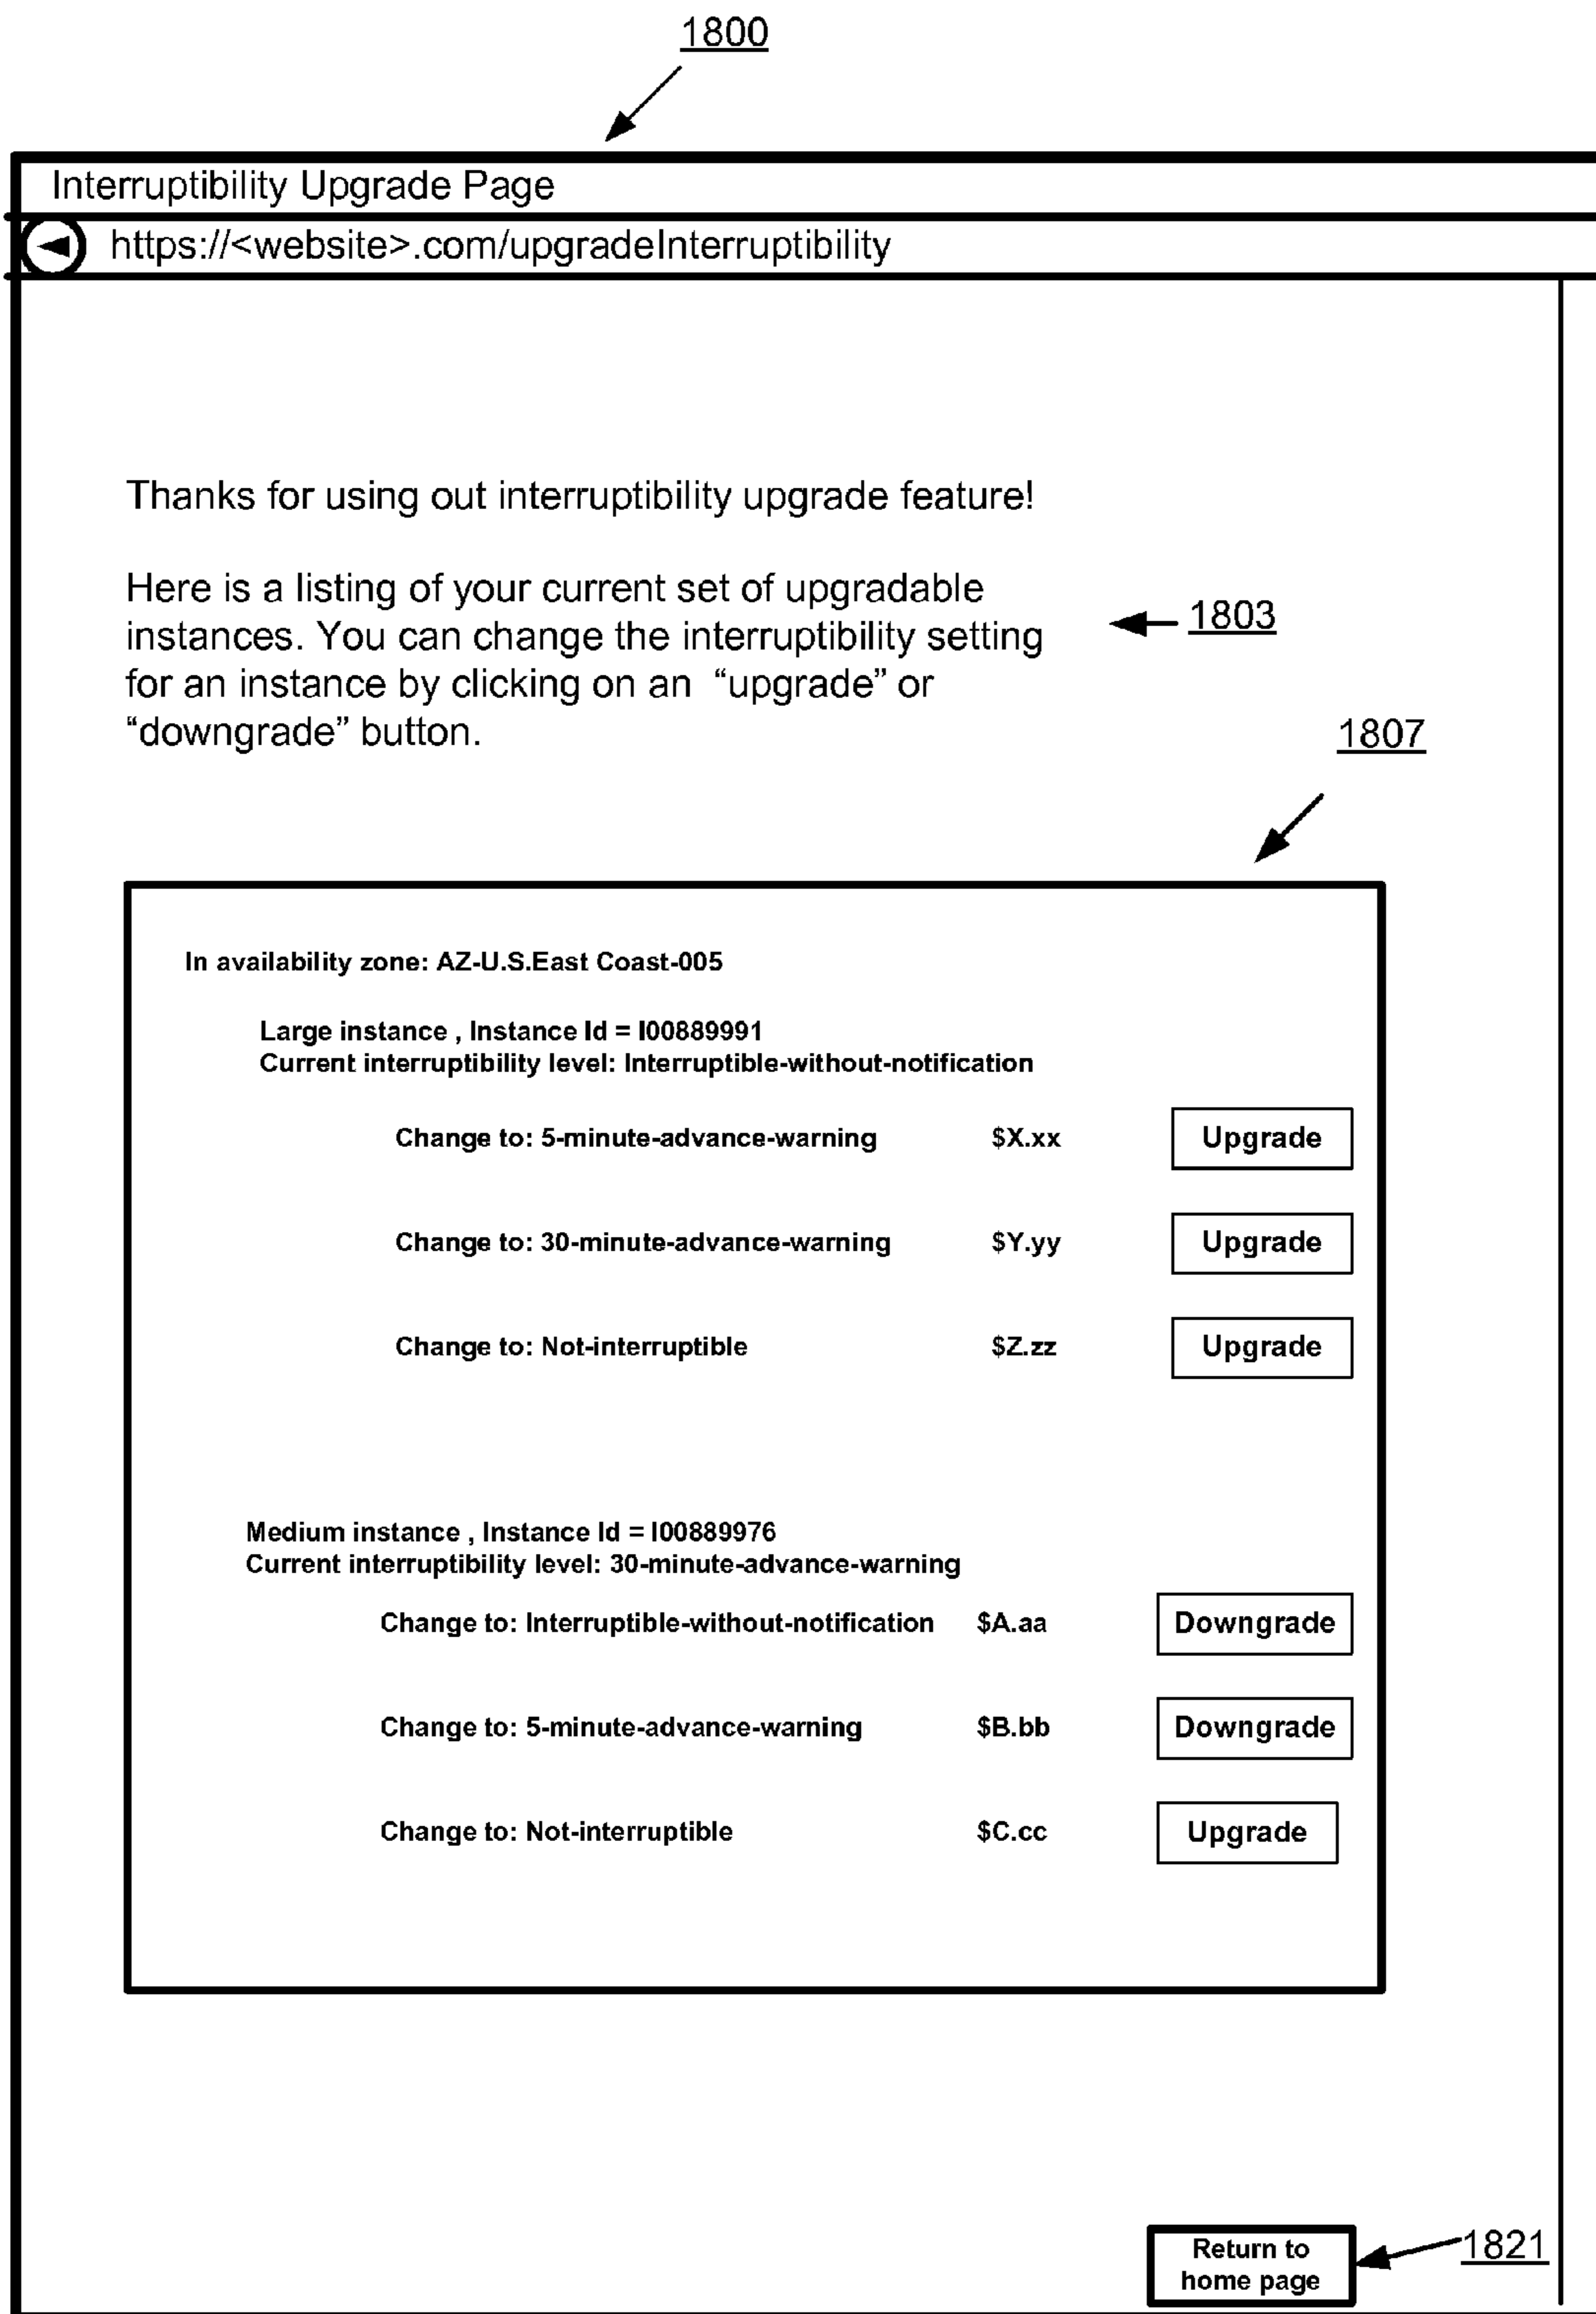 1800
Interruptibility Upgrade Page
https://<website>.com/upgradeInterruptibility
Thanks for using out interruptibility upgrade feature!
Here is a listing of your current set of upgradable
instances. You can change the interruptibility setting
for an instance by clicking on an “upgrade” or
“downgrade” button.
1803
1807
In availability zone: AZ-U.S.East Coast-005
Large instance , Instance Id = I00889991
Current interruptibility level: Interruptible-without-notification
Change to: 5-minute-advance-warning $X.xx Upgrade
Change to: 30-minute-advance-warning $Y.yy Upgrade
Change to: Not-interruptible $Z.zz Upgrade
Medium instance , Instance Id = I00889976
Current interruptibility level: 30-minute-advance-warning
Change to: Interruptible-without-notification $A.aa Downgrade
Change to: 5-minute-advance-warning $B.bb Downgrade
Change to: Not-interruptible $C.cc Upgrade
Return to
home page
1821